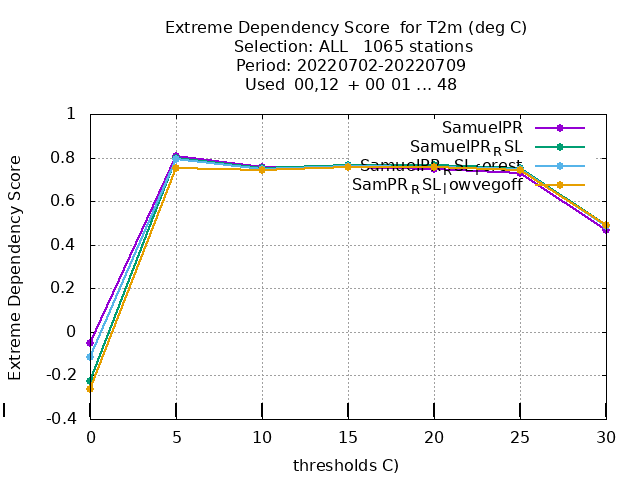 Extreme Dependency Score  for T2m (deg C)
Selection: ALL   1065 stations
Period: 20220702-20220709
Used  00,12  + 00 01 ... 48
SamuelPR
SamuelPR_RSL
SamuelPR_RSL_forest
SamPR_RSL_lowvegoff
Extreme Dependency Score
1
0.8
0.6
0.4
0.2
0
-0.2
-0.4
0 5 10 15 20 25 30
thresholds C)